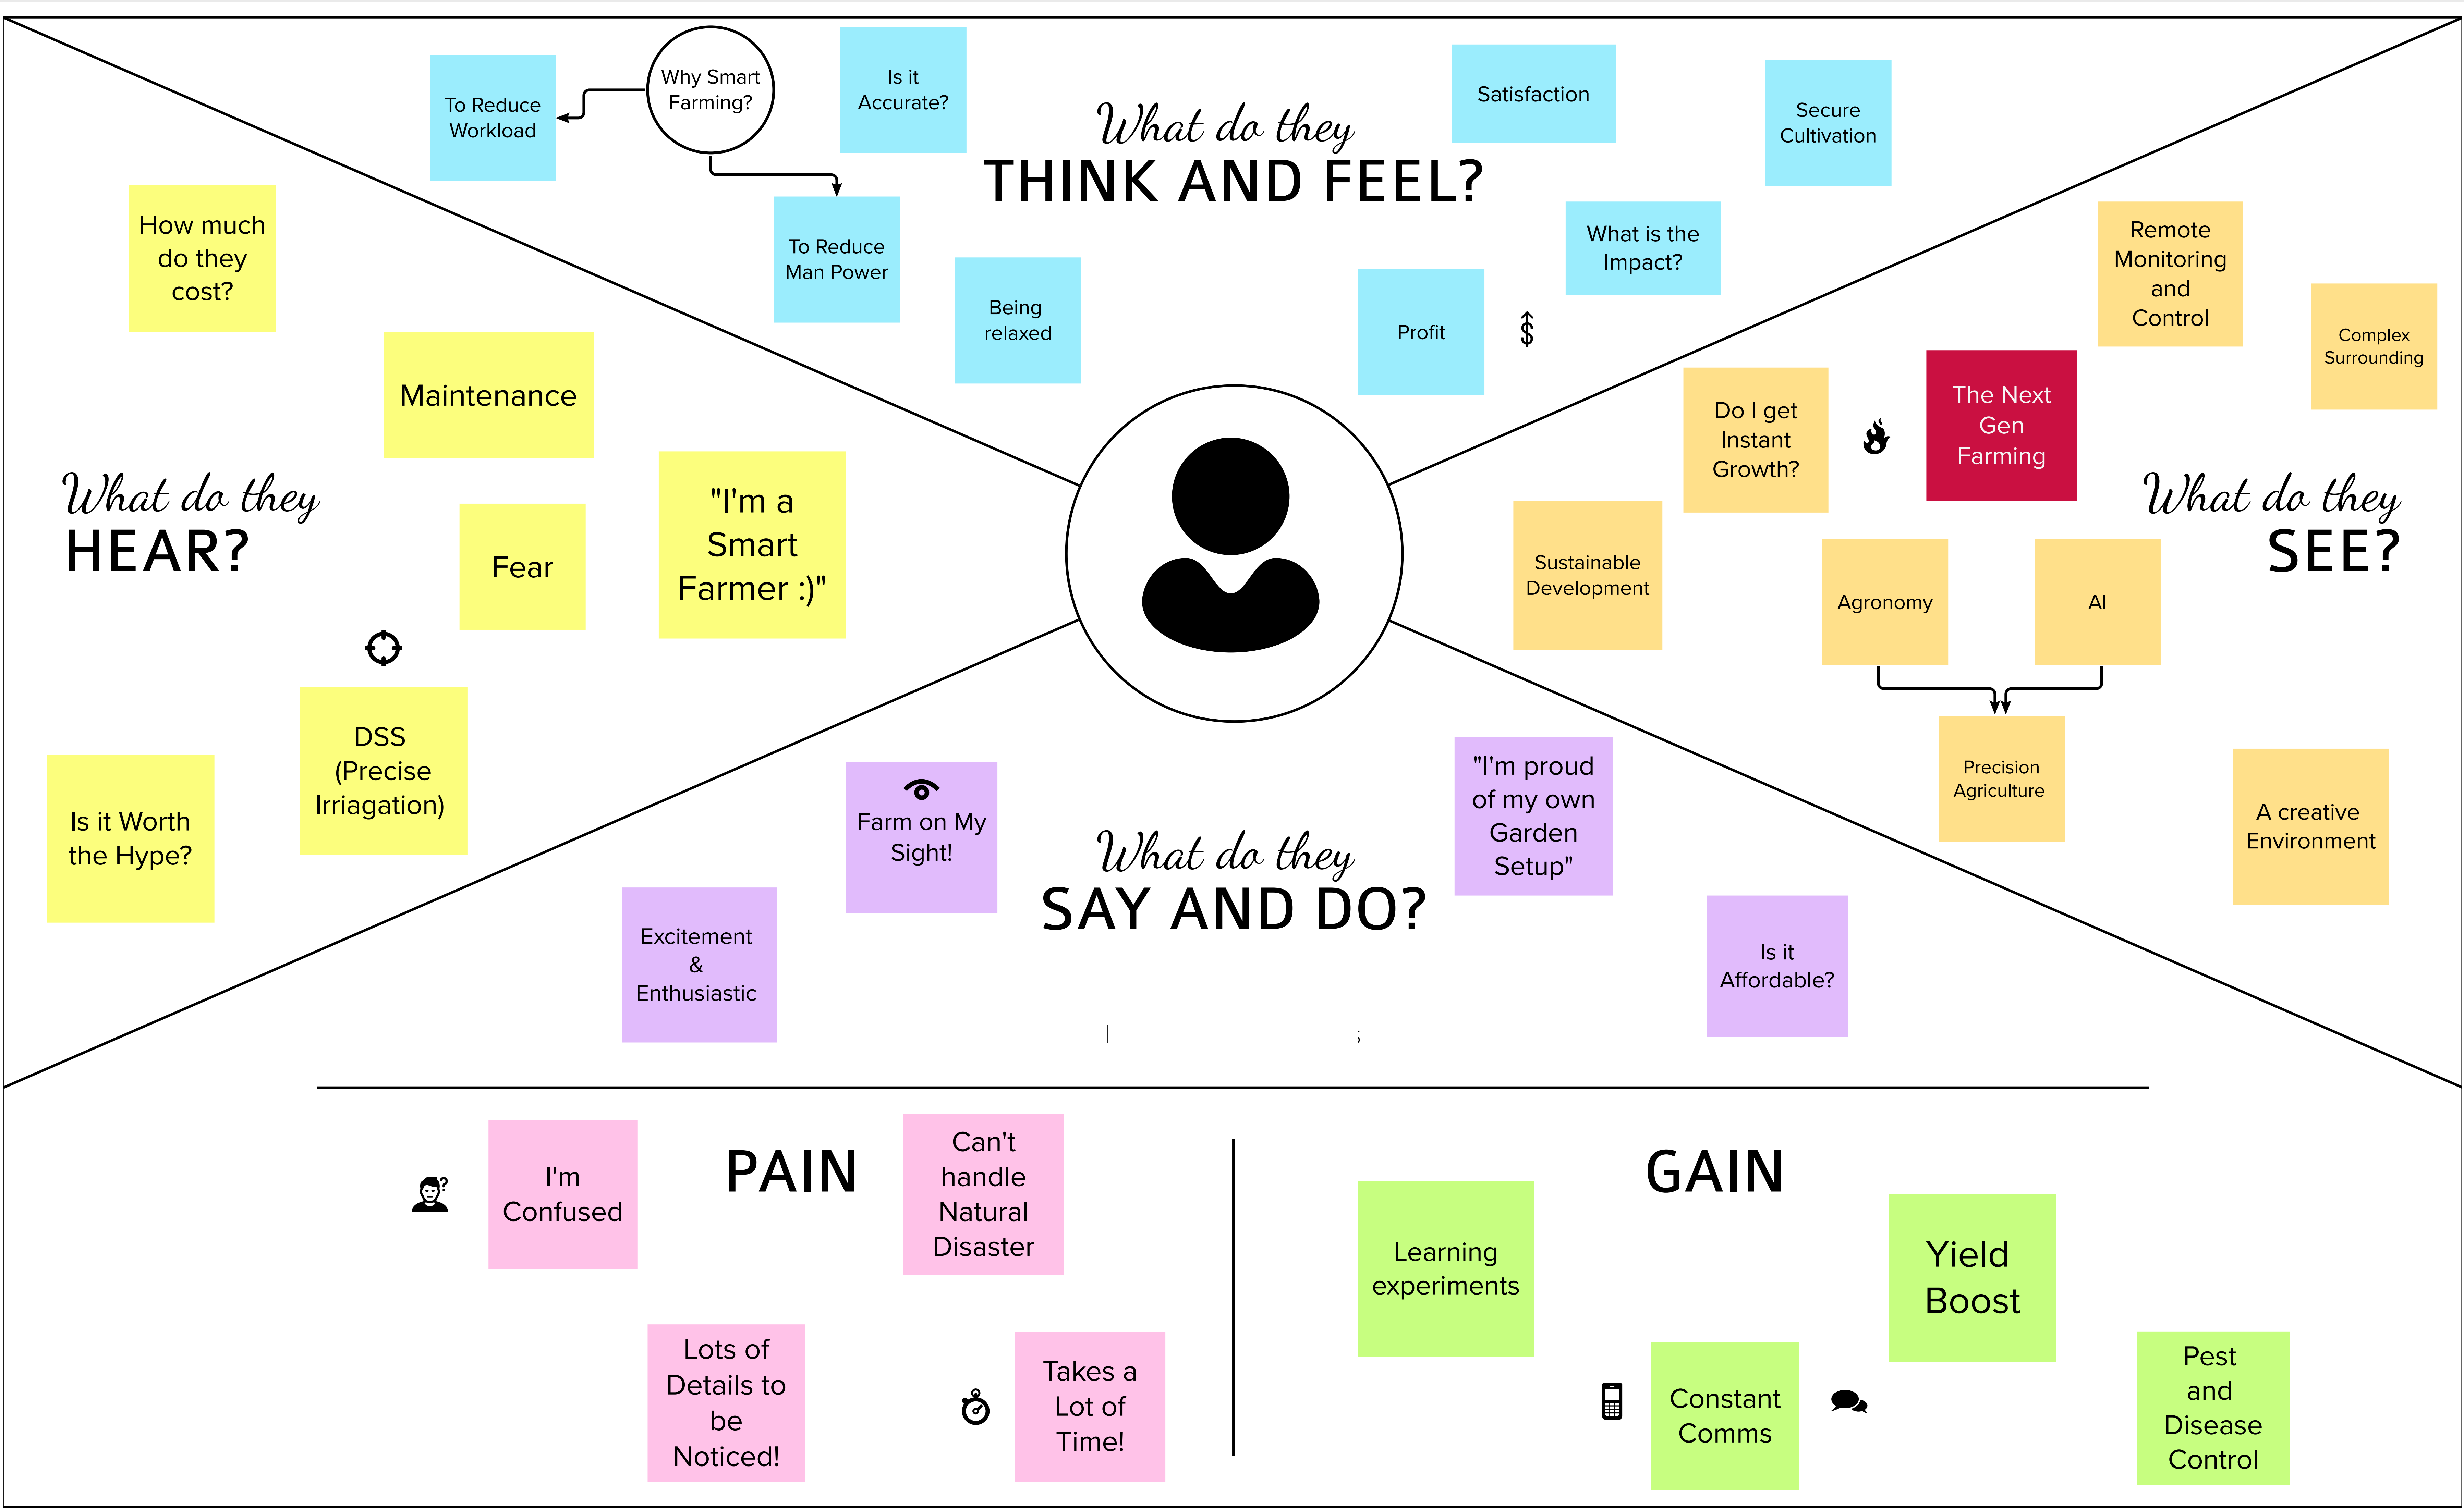 Why Smart
Farming?
To Reduce
Workload
To Reduce
Man Power
Is it
Accurate?
Being
relaxed
What do they
THINK AND FEEL?
Satisfaction
Secure
Cultivation
What is the
Impact?
Profit
How much
do they
cost?
Maintenance
What do they
HEAR?
Fear
"I'm a
Smart
Farmer :)"
DSS
(Precise
Irriagation)
Is it Worth
the Hype?
Remote
Monitoring
and
Control
Complex
Surrounding
Do I get
Instant
Growth?
The Next
Gen
Farming
What do they
SEE?
Sustainable
Development
Agronomy
AI
Precision
Agriculture
A creative
Environment
Farm on My
Sight!
What do they
SAY AND DO?
"I'm proud
of my own
Garden
Setup"
Excitement
&
Enthusiastic
Is it
Affordable?
PAIN
I'm
Confused
Can't
handle
Natural
Disaster
Lots of
Details to
be
Noticed!
Takes a
Lot of
Time!
GAIN
Learning
experiments
Yield
Boost
Constant
Comms
Pest
and
Disease
Control